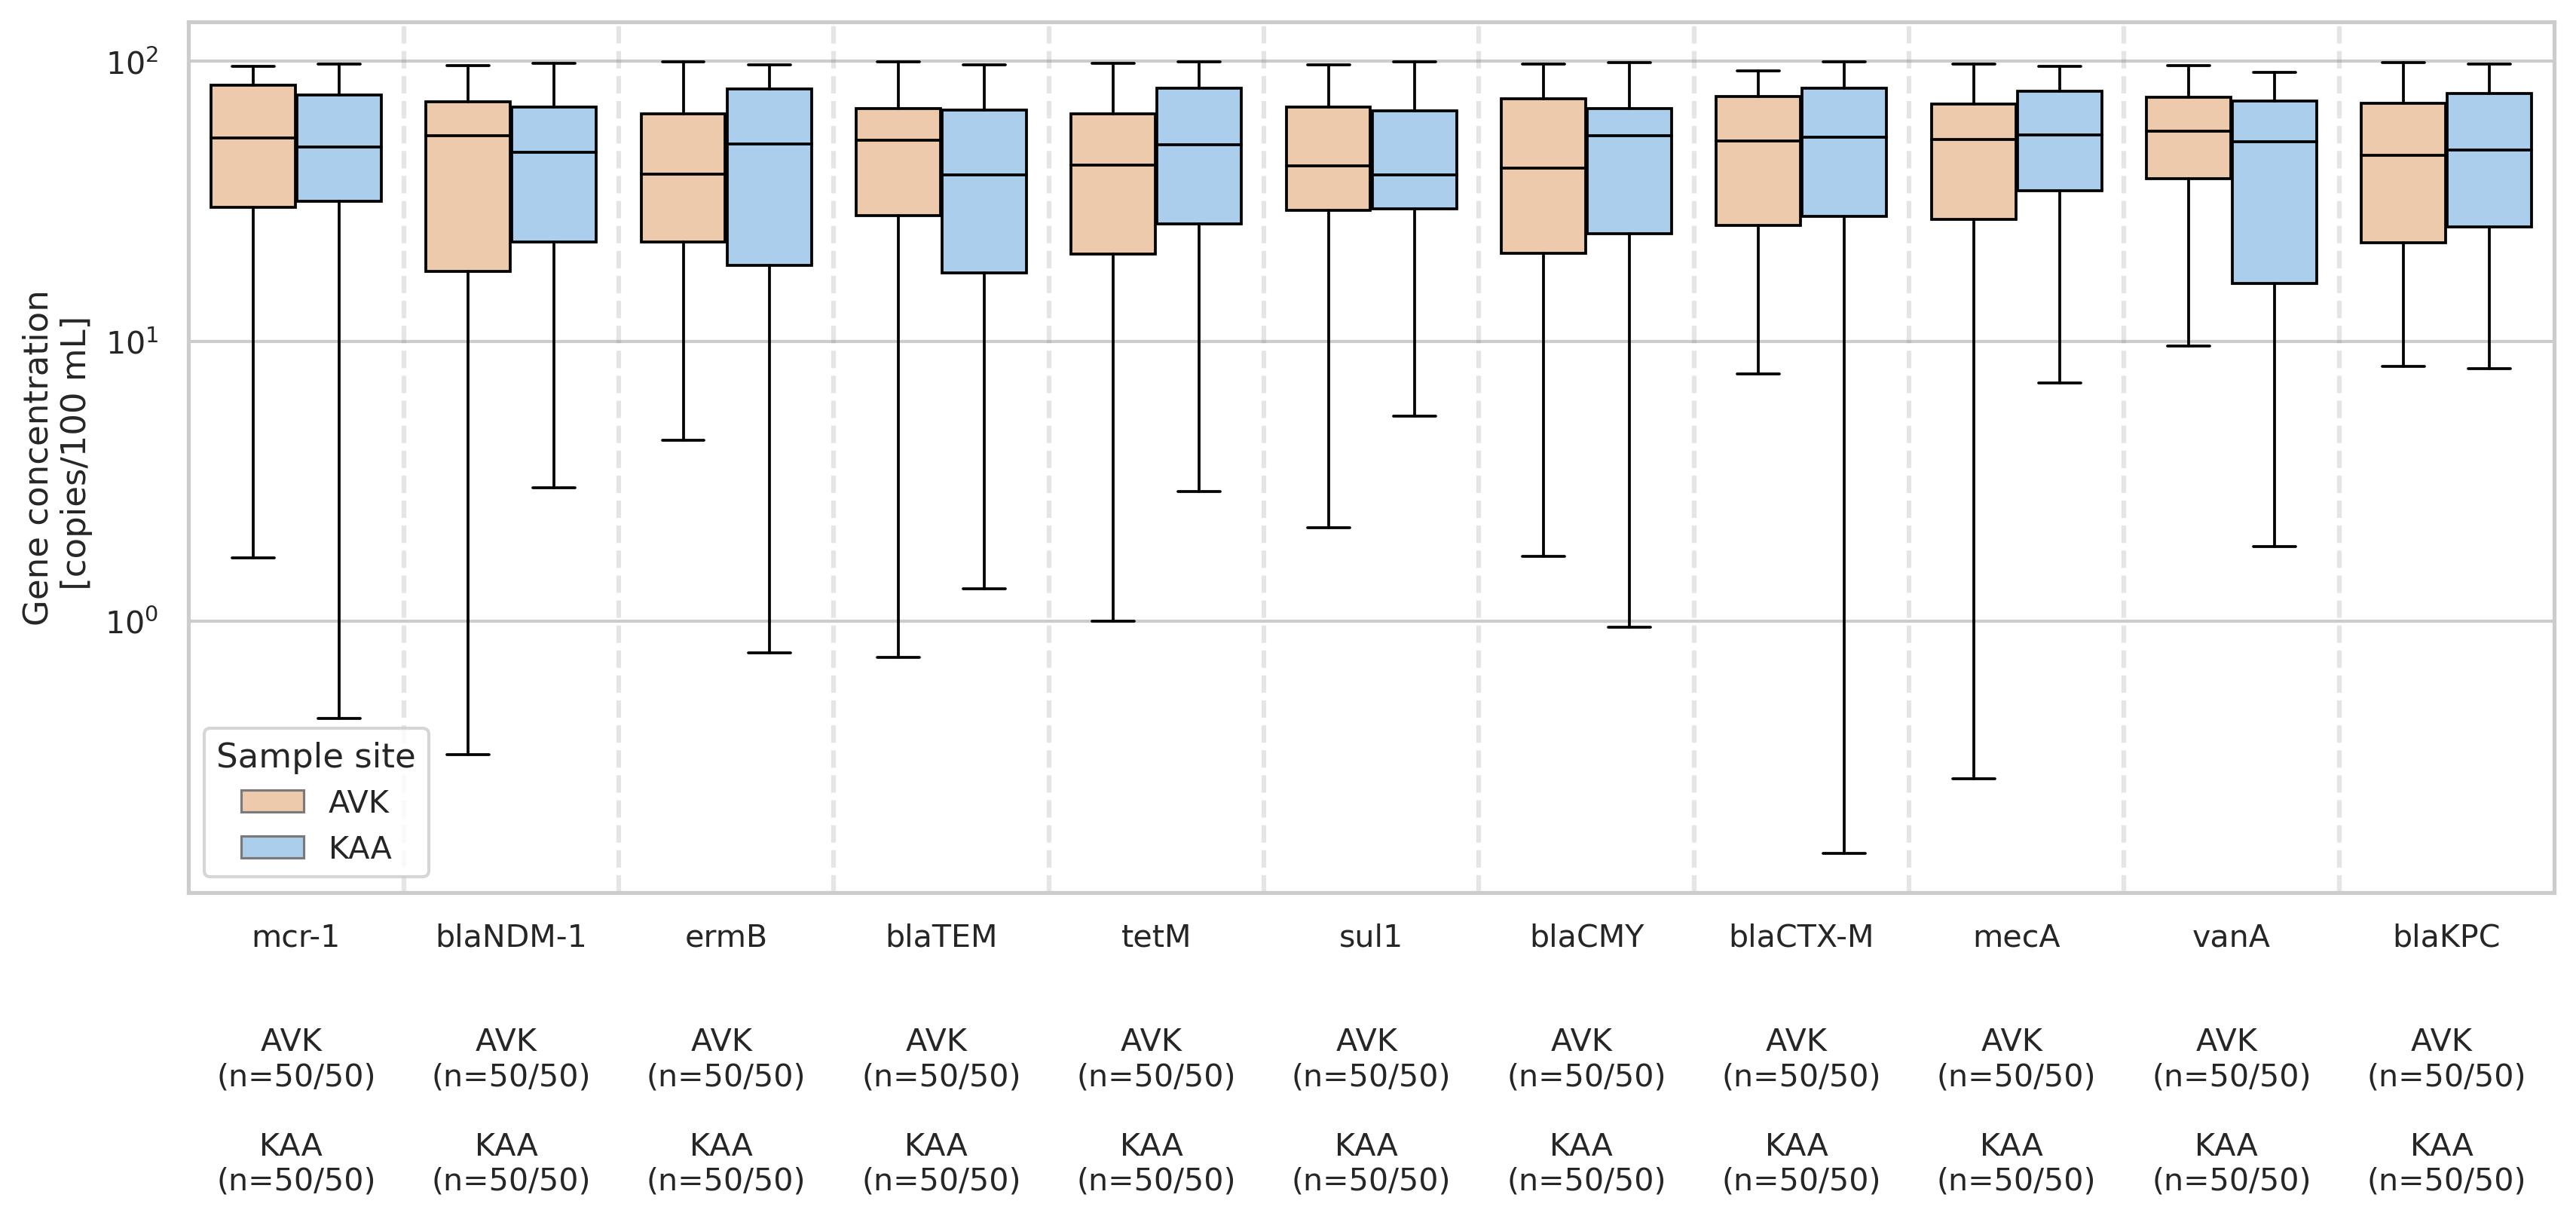 Gene concentration
[copies/100 mL]
10²
10¹
10⁰
Sample site
AVK
KAA
mcr-1 blaNDM-1 ermB blaTEM tetM sul1 blaCMY blaCTX-M mecA vanA blaKPC
AVK AVK AVK AVK AVK AVK AVK AVK AVK AVK AVK
(n=50/50) (n=50/50) (n=50/50) (n=50/50) (n=50/50) (n=50/50) (n=50/50) (n=50/50) (n=50/50) (n=50/50) (n=50/50)
KAA KAA KAA KAA KAA KAA KAA KAA KAA KAA KAA
(n=50/50) (n=50/50) (n=50/50) (n=50/50) (n=50/50) (n=50/50) (n=50/50) (n=50/50) (n=50/50) (n=50/50) (n=50/50)